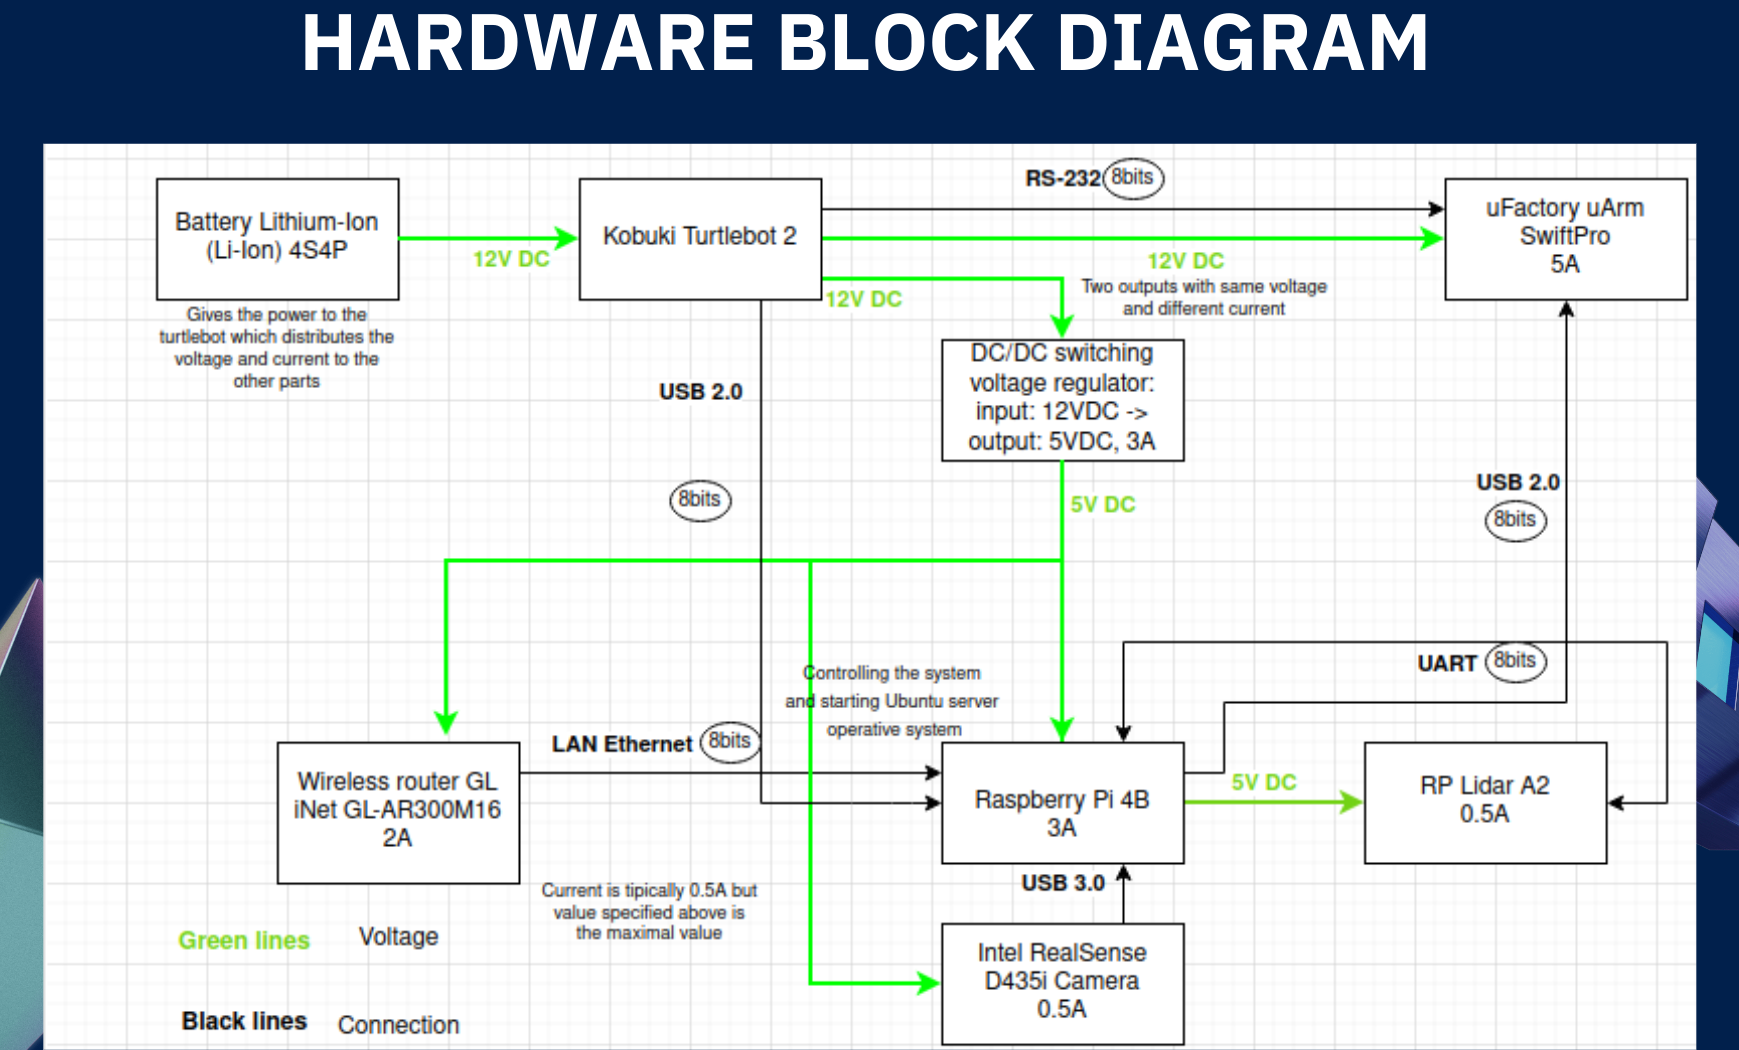 HARDWARE BLOCK DIAGRAM
RS-232
8bits
Battery Lithium-Ion
(Li-Ion) 4S4P
12V DC
Kobuki Turtlebot 2
uFactory uArm
SwiftPro
5A
12V DC
Two outputs with same voltage
and different current
12V DC
Gives the power to the
turtlebot which distributes the
voltage and current to the
other parts
DC/DC switching
voltage regulator:
input: 12VDC ->
output: 5VDC, 3A
USB 2.0
8bits
5V DC
USB 2.0
8bits
UART
8bits
Controlling the system
and starting Ubuntu server
operative system
LAN Ethernet
8bits
Wireless router GL
iNet GL-AR300M16
2A
Raspberry Pi 4B
3A
5V DC
RP Lidar A2
0.5A
USB 3.0
Current is tipically 0.5A but
value specified above is
the maximal value
Intel RealSense
D435i Camera
0.5A
Green lines
Voltage
Black lines
Connection